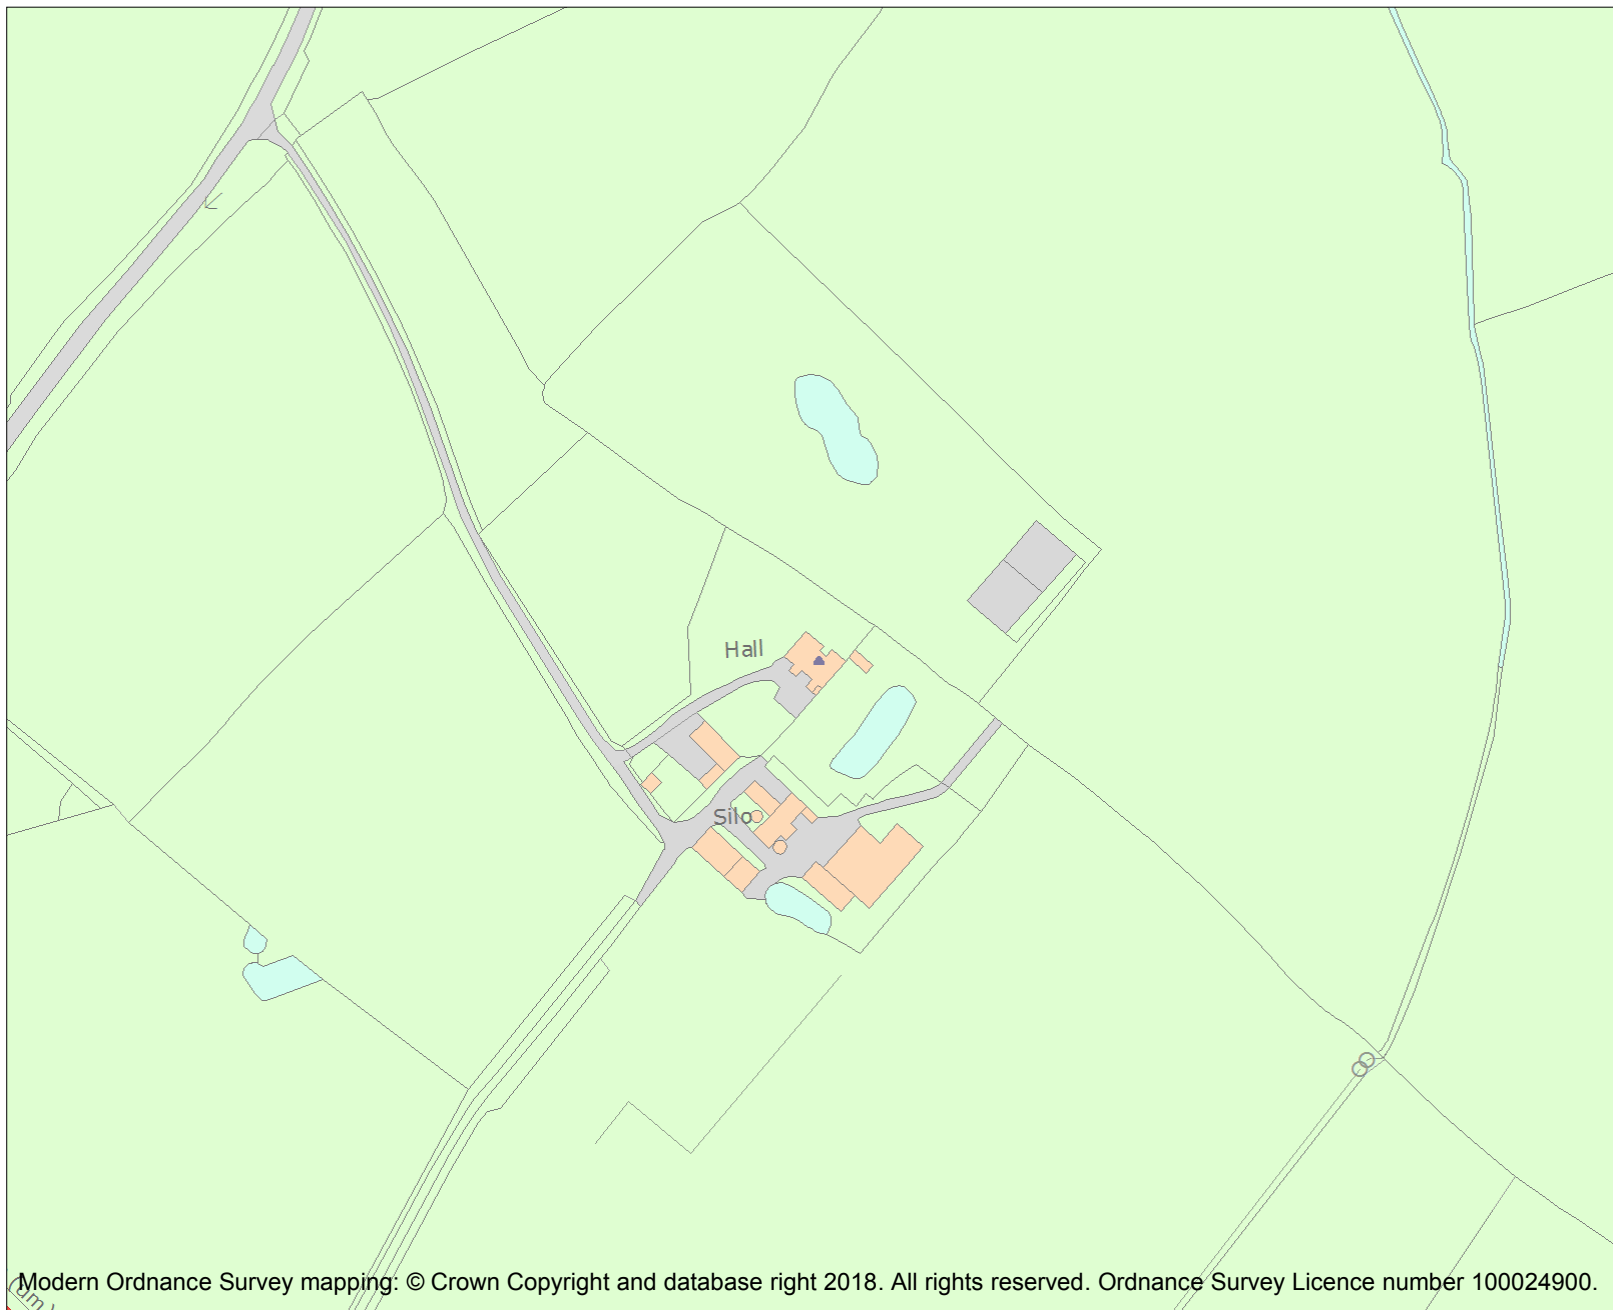 Hall
Silo
Modern Ordnance Survey mapping: © Crown Copyright and database right 2018. All rights reserved. Ordnance Survey Licence number 100024900.